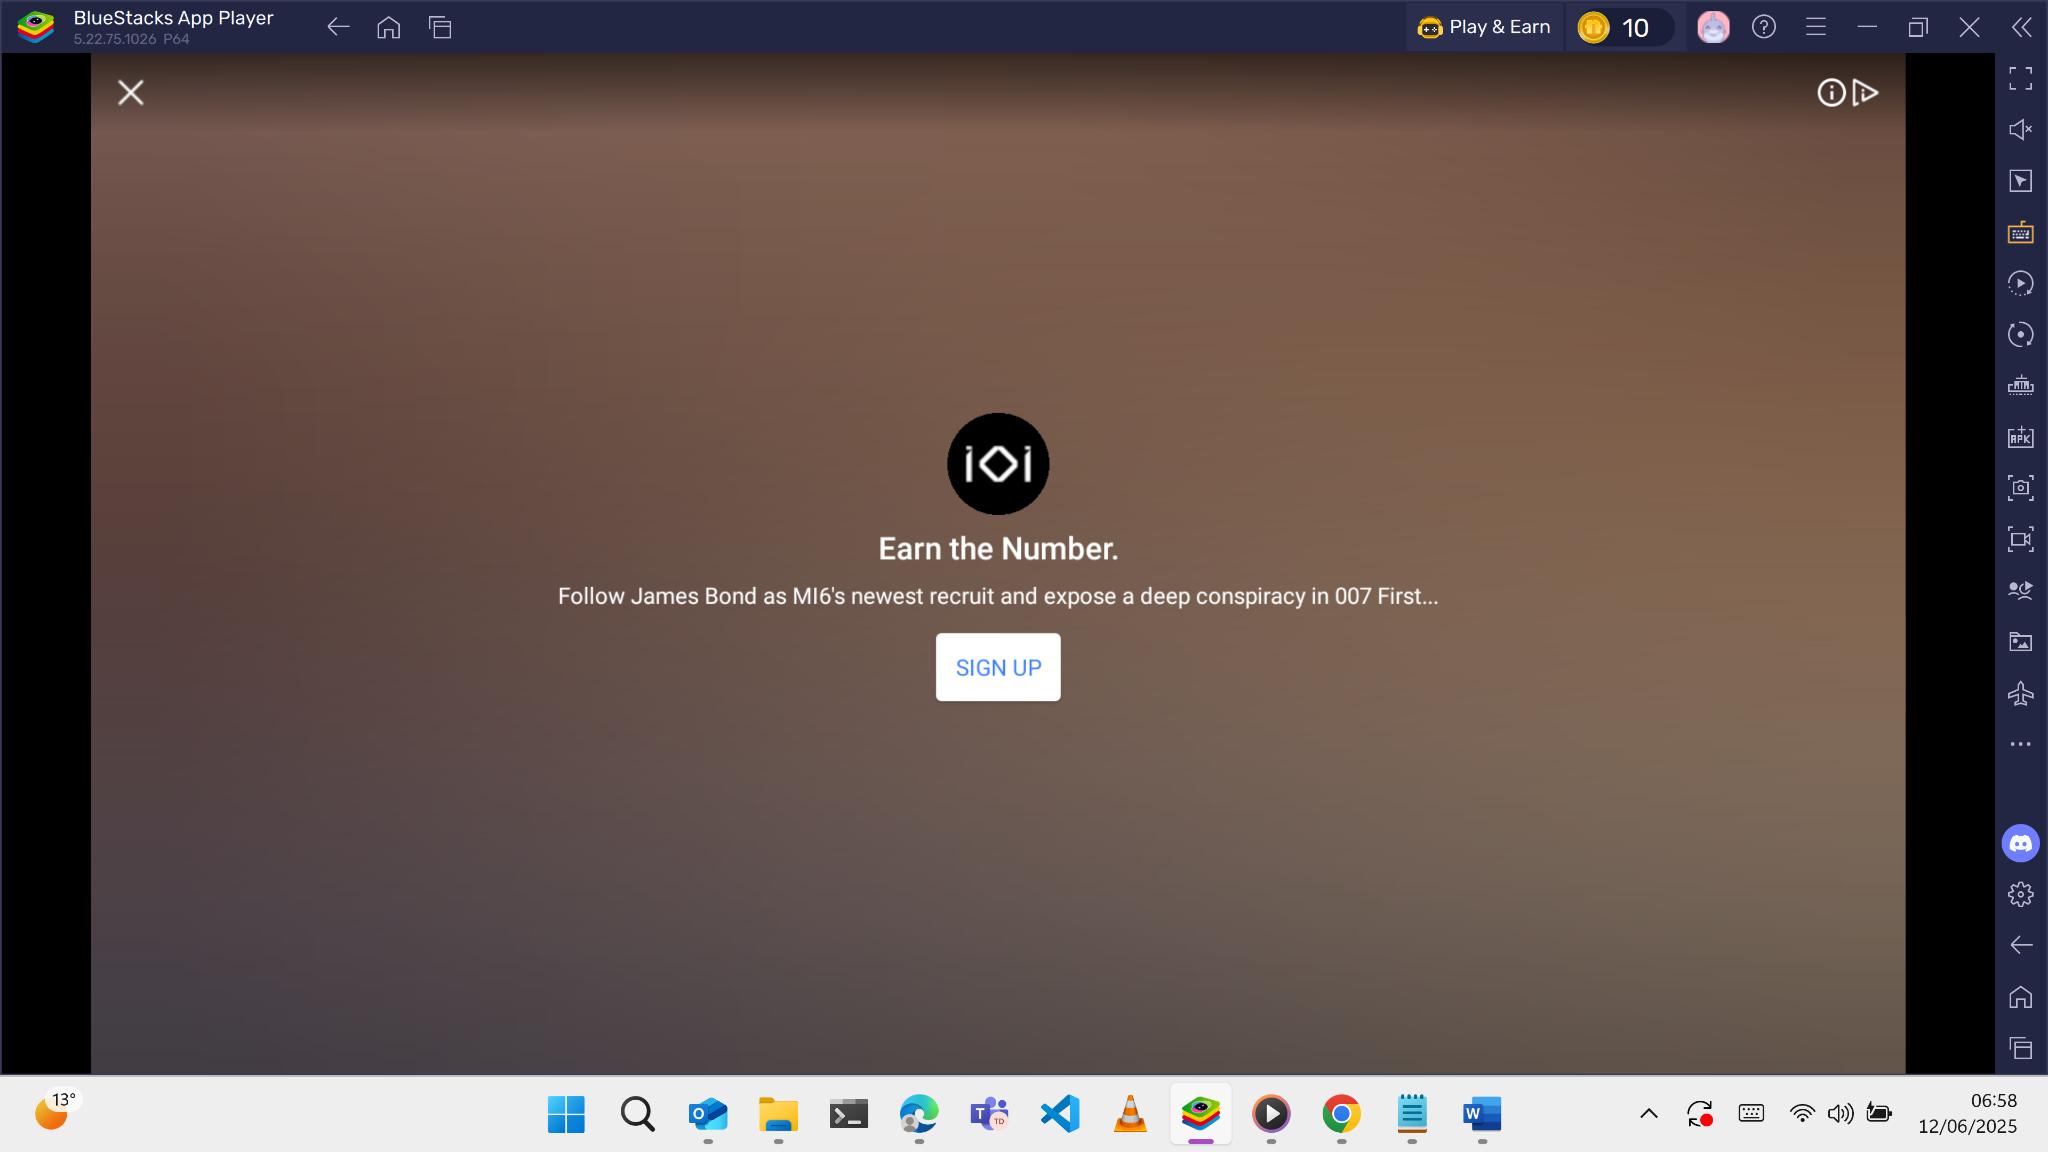 BlueStacks App Player
5.22.75.1026 P64
Play & Earn
10
APK
iOi
Earn the Number.
Follow James Bond as MI6's newest recruit and expose a deep conspiracy in 007 First...
SIGN UP
13°
06:58
12/06/2025